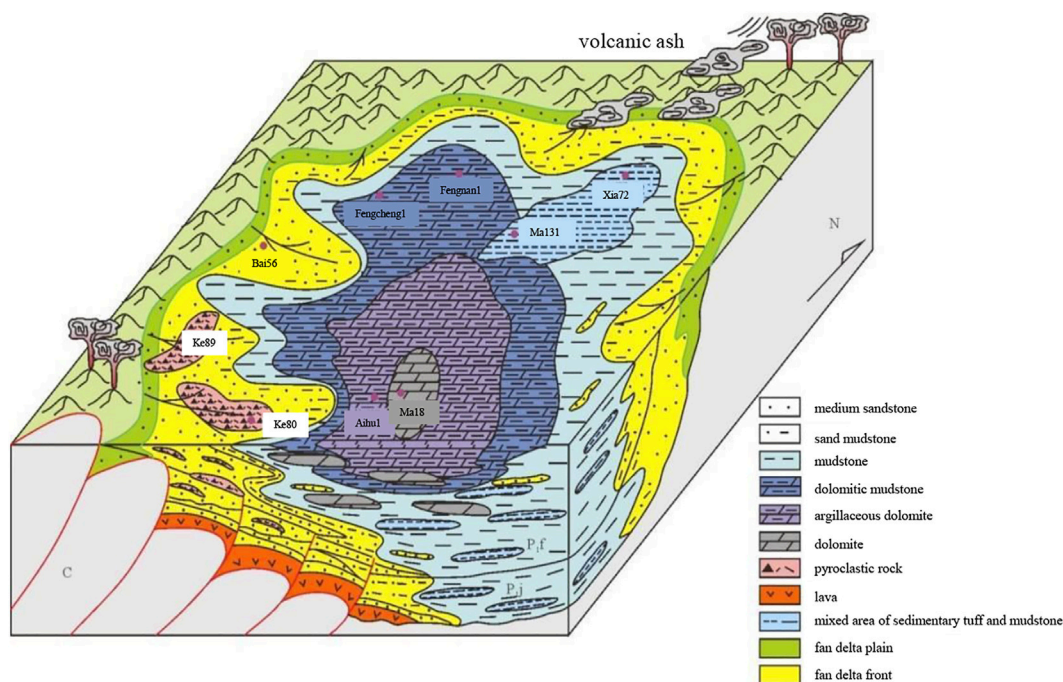 volcanic ash
Fengnan1
Xia72
Fengcheng1
N
Ma131
Bai56
Ke89
Ma18
Aihu1
Ke80
medium sandstone
sand mudstone
mudstone
dolomitic mudstone
P₁f
argillaceous dolomite
dolomite
C
pyroclastic rock
P₁j
lava
mixed area of sedimentary tuff and mudstone
fan delta plain
fan delta front